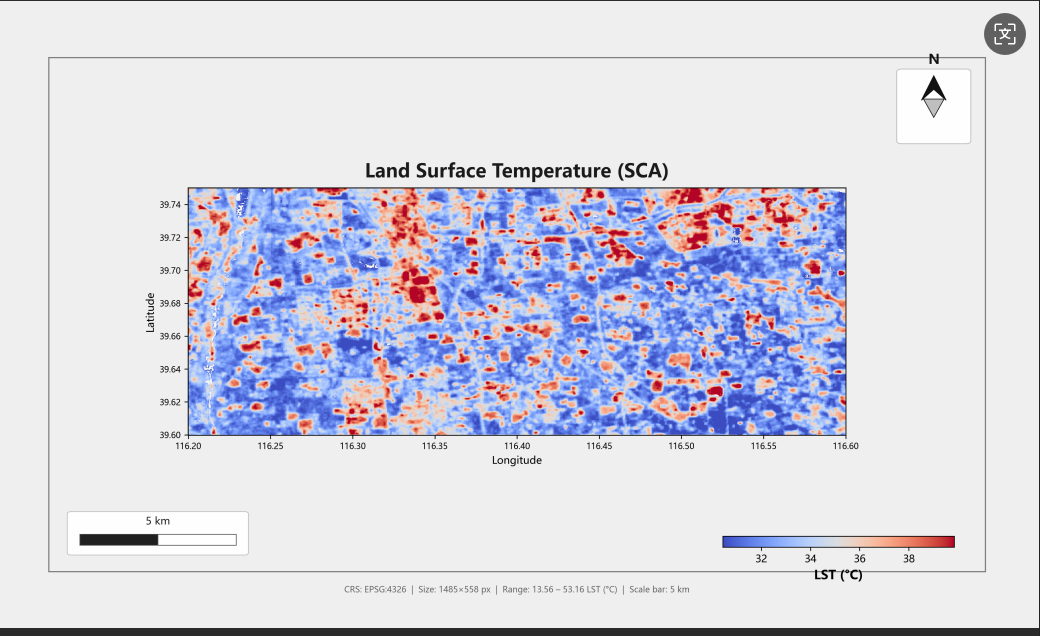 文
N
Land Surface Temperature (SCA)
39.74
39.72
39.70
39.68
39.66
39.64
39.62
39.60
Latitude
116.20 116.25 116.30 116.35 116.40 116.45 116.50 116.55 116.60
Longitude
5 km
32 34 36 38
LST (°C)
CRS: EPSG:4326 | Size: 1485×558 px | Range: 13.56 – 53.16 LST (°C) | Scale bar: 5 km